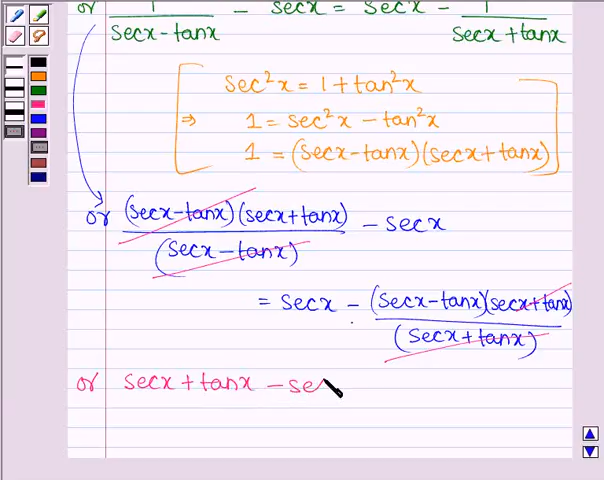 or 1/(secx - tanx) - secx = secx - 1/(secx + tanx)
sec²x = 1 + tan²x
⇒ 1 = sec²x - tan²x
1 = (secx - tanx)(secx + tanx)
or (secx - tanx)(secx + tanx)/(secx - tanx) - secx
= secx - (secx - tanx)(secx + tanx)/(secx + tanx)
or secx + tanx - se